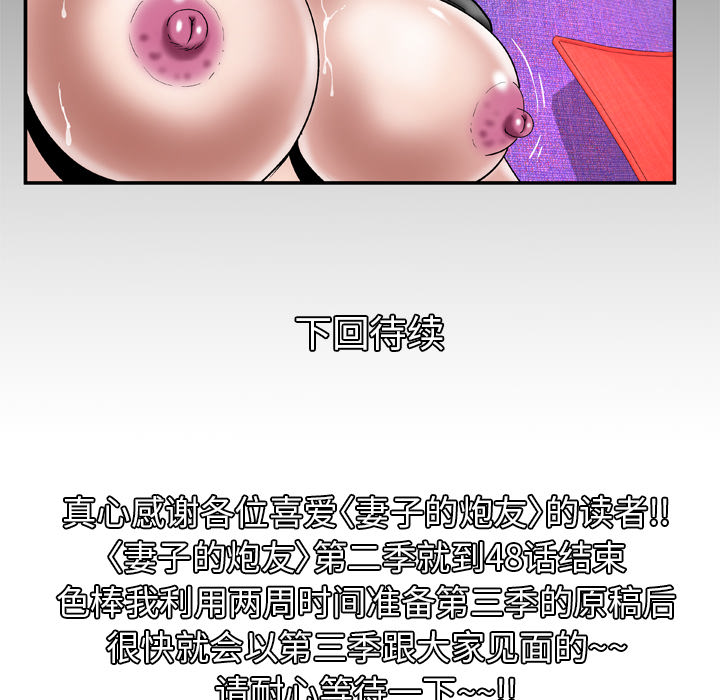 下回待续
真心感谢各位喜爱〈妻子的炮友〉的读者!!
〈妻子的炮友〉第二季就到48话结束
色棒我利用两周时间准备第三季的原稿后
很快就会以第三季跟大家见面的~~
请耐心等待一下~~!!